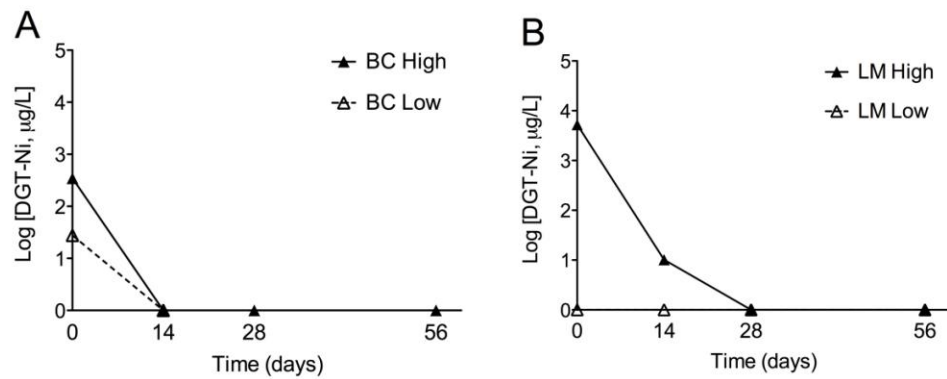 A
BC High
BC Low
Log [DGT-Ni, μg/L]
5
4
3
2
1
0
0 14 28 56
Time (days)
B
LM High
LM Low
Log [DGT-Ni, μg/L]
5
4
3
2
1
0
0 14 28 56
Time (days)